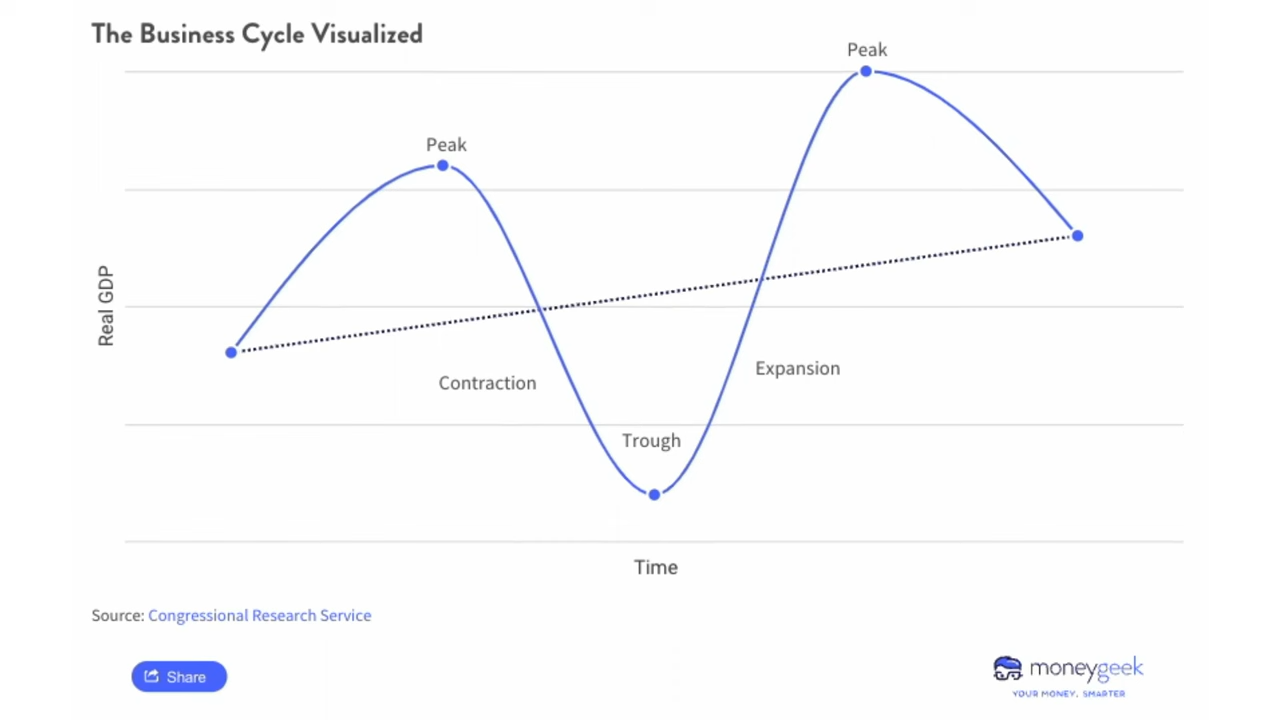 The Business Cycle Visualized
Peak
Peak
Real GDP
Contraction
Expansion
Trough
Time
Source: Congressional Research Service
Share
moneygeek
YOUR MONEY, SMARTER